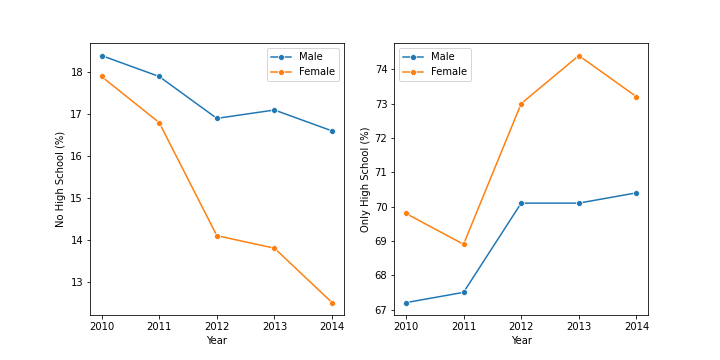 No High School (%)
18
17
16
15
14
13
2010 2011 2012 2013 2014
Year
Male
Female
Only High School (%)
74
73
72
71
70
69
68
67
2010 2011 2012 2013 2014
Year
Male
Female